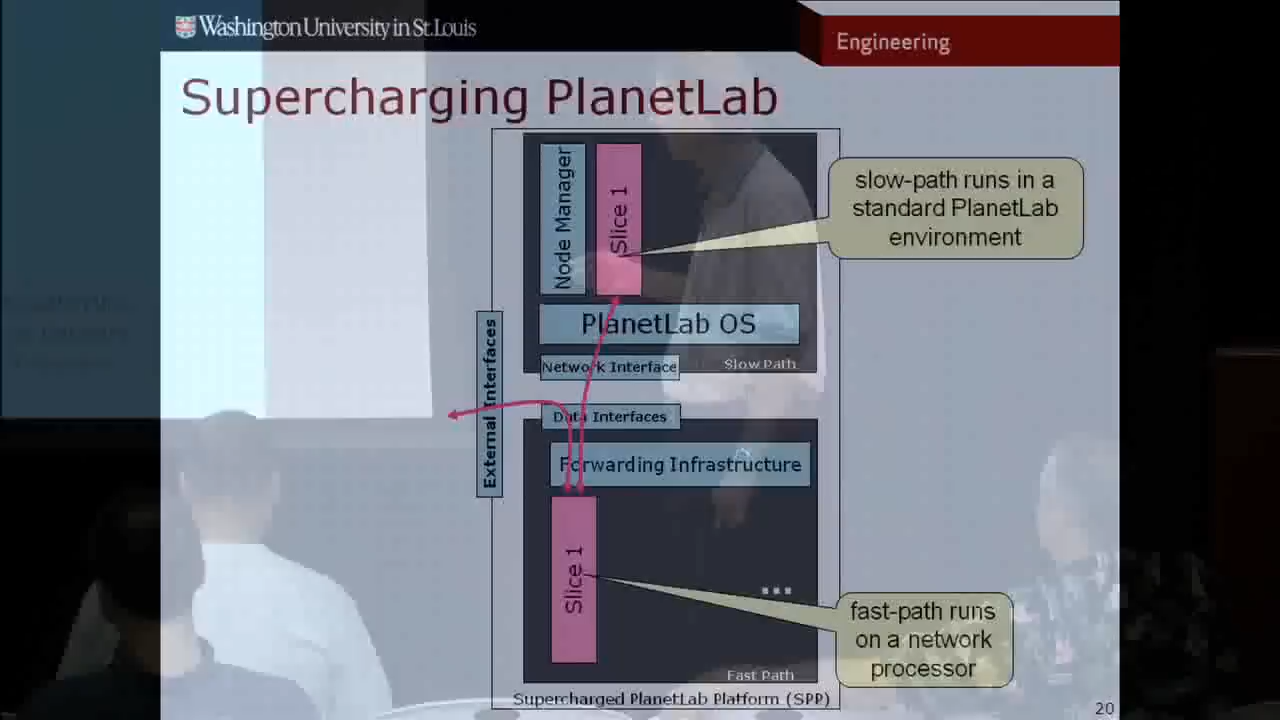 Washington University in St. Louis
Engineering
Supercharging PlanetLab
Node Manager
Slice 1
slow-path runs in a
standard PlanetLab
environment
PlanetLab OS
Network Interface
Slow Path
External Interfaces
Data Interfaces
Forwarding Infrastructure
Slice 1
...
fast-path runs
on a network
processor
Fast Path
Supercharged PlanetLab Platform (SPP)
20